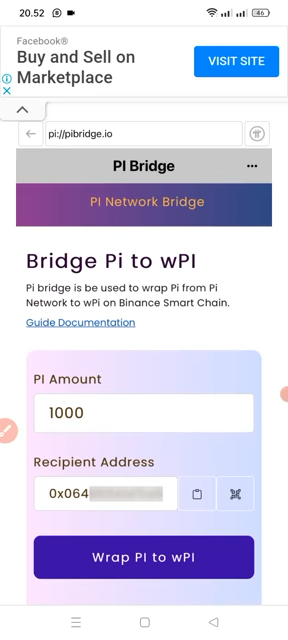 20.52
46
Facebook®
Buy and Sell on
Marketplace
VISIT SITE
pi://pibridge.io
PI Bridge
PI Network Bridge
Bridge Pi to wPI
Pi bridge is be used to wrap Pi from Pi
Network to wPi on Binance Smart Chain.
Guide Documentation
PI Amount
1000
Recipient Address
0x064
Wrap PI to wPI